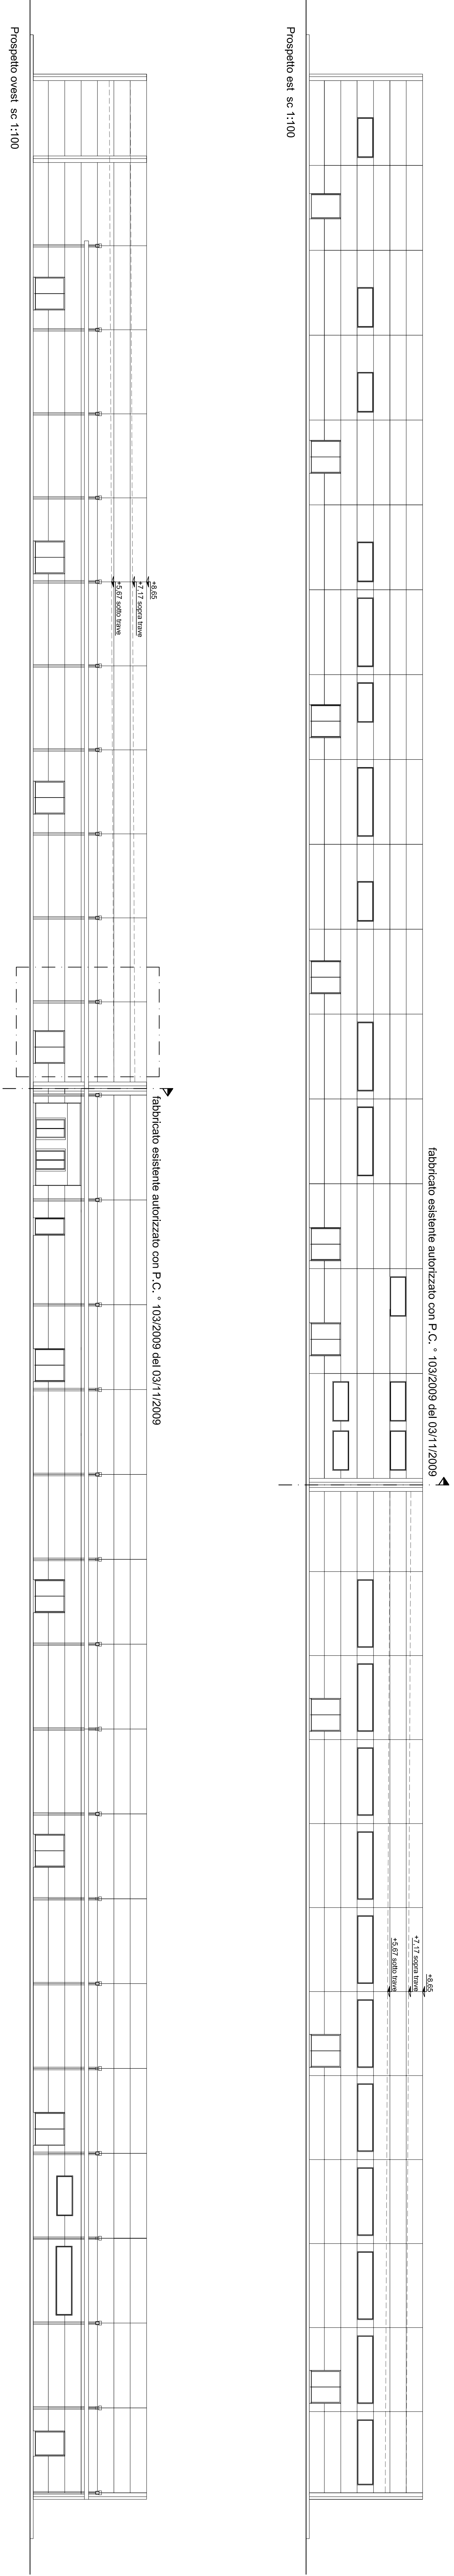 Prospetto est  sc 1:100
fabbricato esistente autorizzato con P.C. ° 103/2009 del 03/11/2009
+8,65
+7,17 sopra trave
+5,67 sotto trave
Prospetto ovest  sc 1:100
+8,65
+7,17 sopra trave
+5,67 sotto trave
fabbricato esistente autorizzato con P.C. ° 103/2009 del 03/11/2009